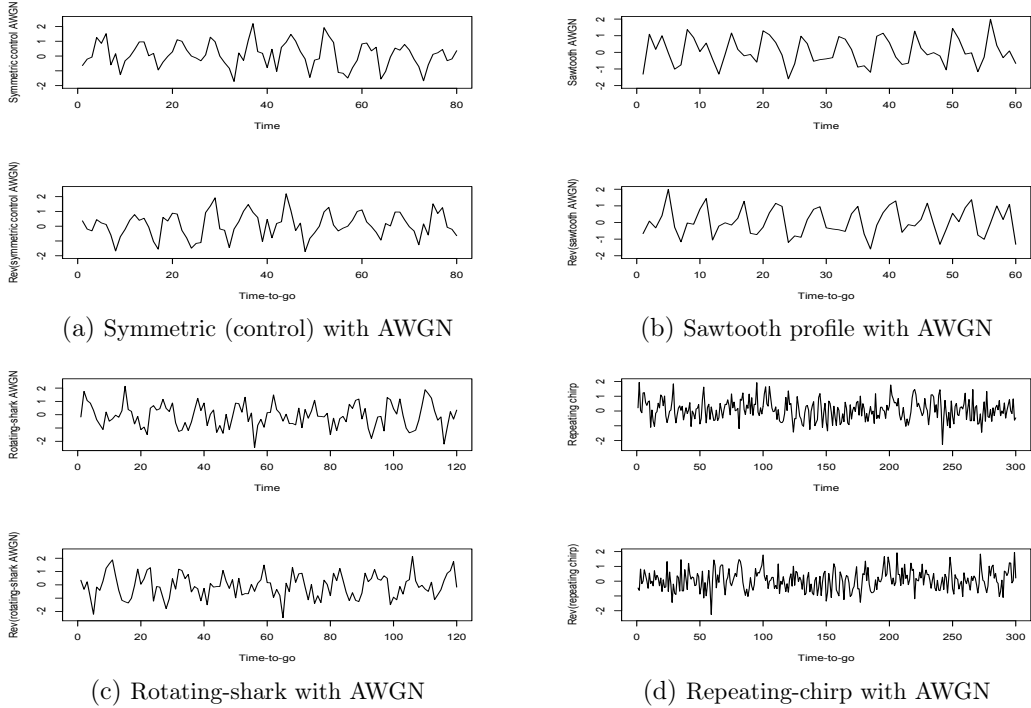 Symmetric control AWGN
2
1
0
-2
0 20 40 60 80
Time
Rev(symmetric control AWGN)
2
1
0
-2
0 20 40 60 80
Time-to-go
(a) Symmetric (control) with AWGN
Sawtooth AWGN
2
1
0
-1
-2
0 10 20 30 40 50 60
Time
Rev(sawtooth AWGN)
2
1
0
-1
-2
0 10 20 30 40 50 60
Time-to-go
(b) Sawtooth profile with AWGN
Rotating-shark AWGN
2
1
0
-2
0 20 40 60 80 100 120
Time
Rev(rotating-shark AWGN)
2
1
0
-2
0 20 40 60 80 100 120
Time-to-go
(c) Rotating-shark with AWGN
Repeating chirp
2
1
0
-2
0 50 100 150 200 250 300
Time
Rev(repeating chirp)
2
1
0
-2
0 50 100 150 200 250 300
Time-to-go
(d) Repeating-chirp with AWGN